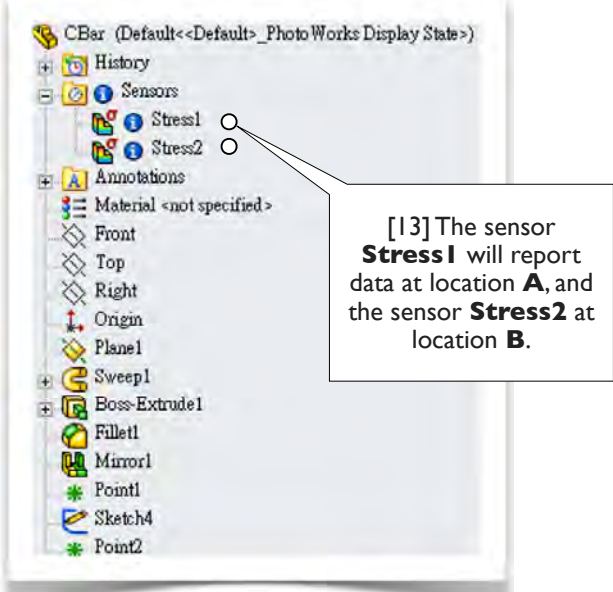 CBar (Default<<Default>_PhotoWorks Display State>)
History
Sensors
Stress1
Stress2
Annotations
Material <not specified>
Front
Top
Right
Origin
Plane1
Sweep1
Boss-Extrude1
Fillet1
Mirror1
Point1
Sketch4
Point2
[13] The sensor
Stress1 will report
data at location A, and
the sensor Stress2 at
location B.